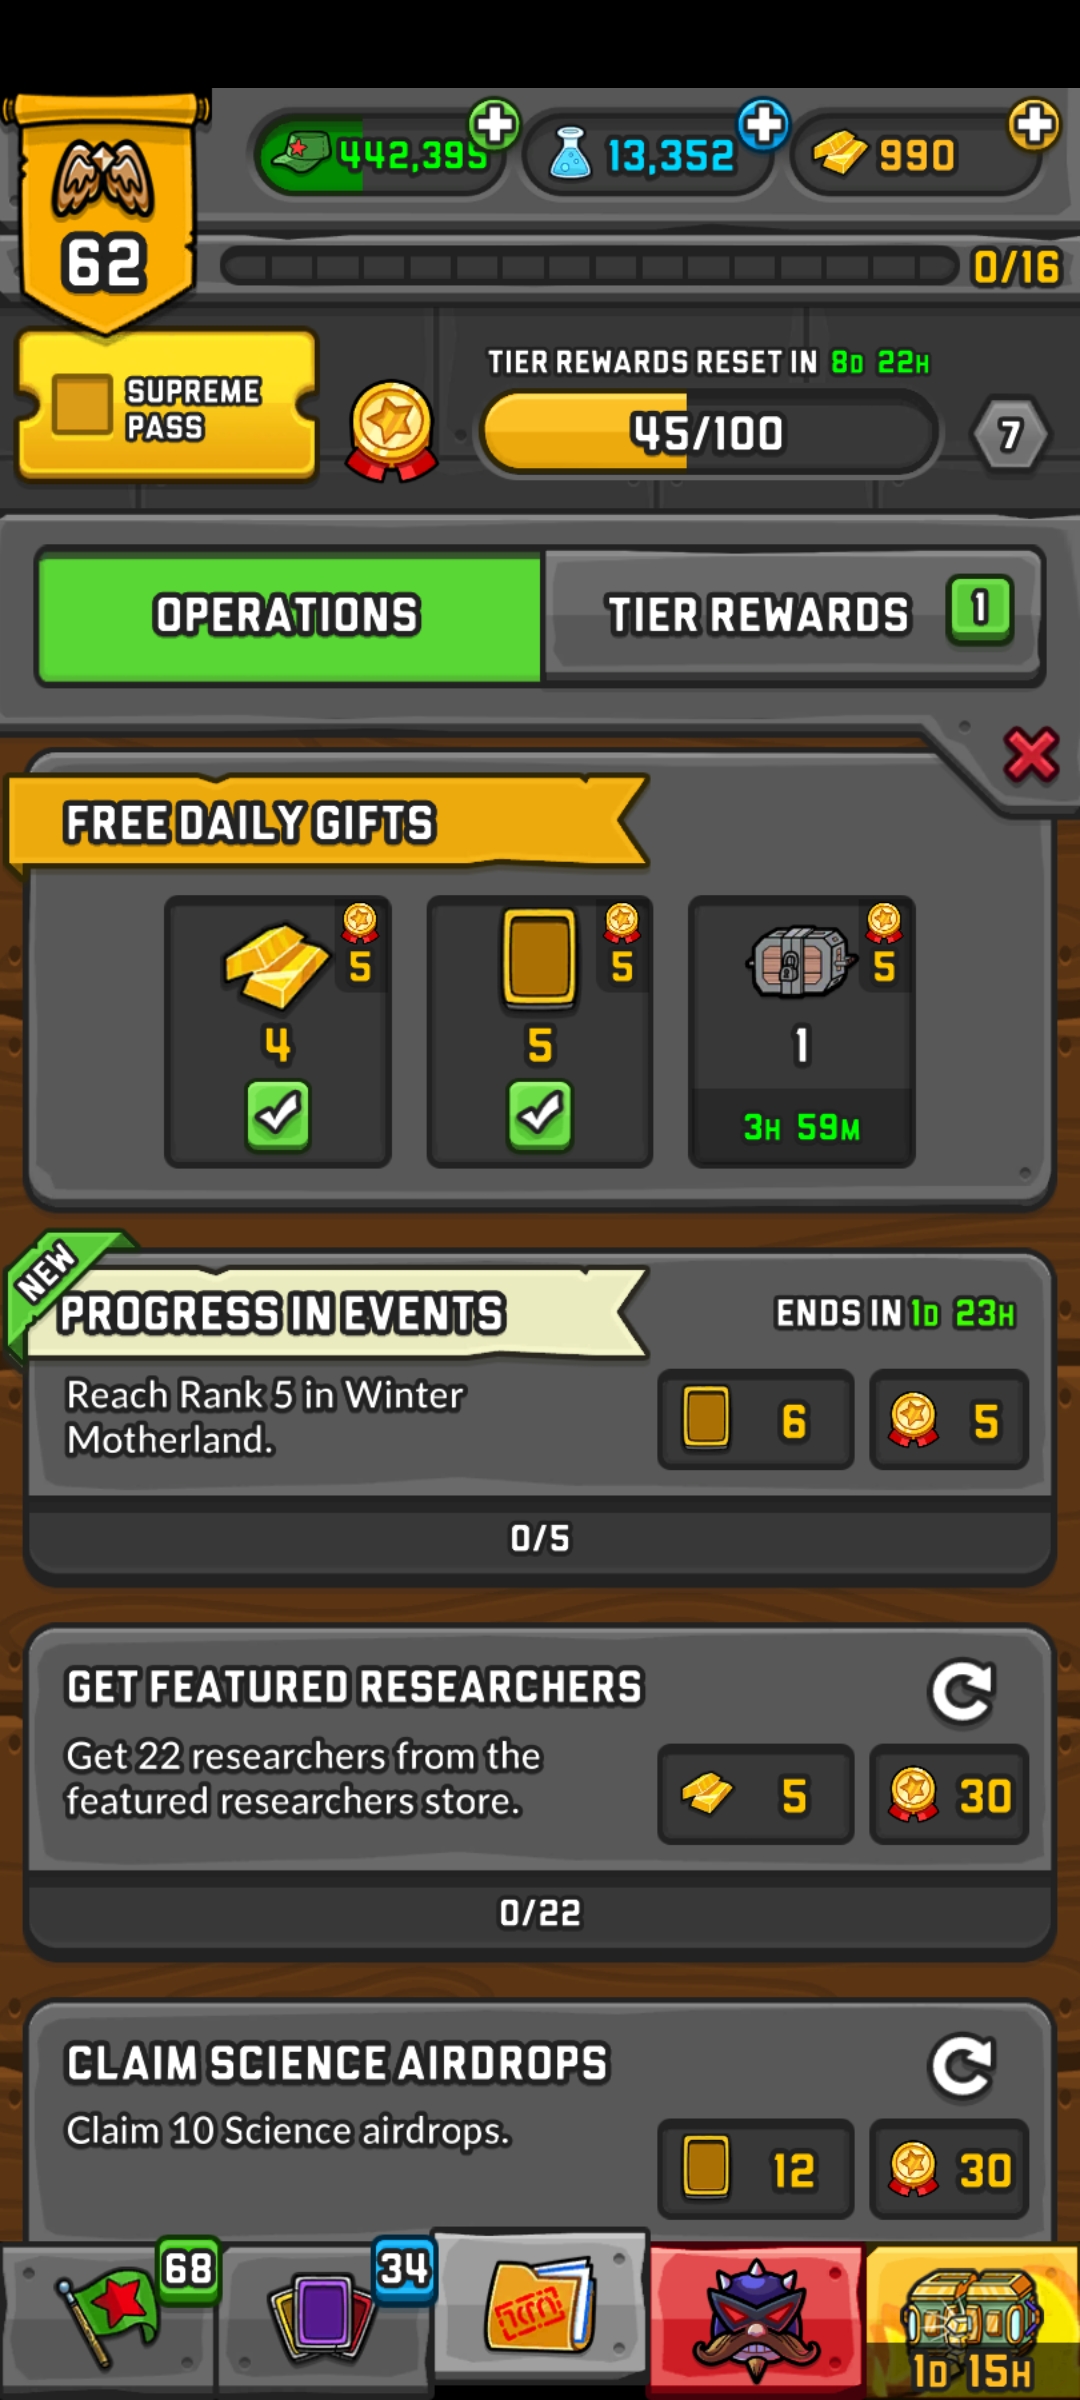 442,395
13,352
990
62
0/16
SUPREME
PASS
TIER REWARDS RESET IN 8D 22H
45/100
7
OPERATIONS
TIER REWARDS
1
FREE DAILY GIFTS
5
5
5
4
5
1
3H 59M
NEW
PROGRESS IN EVENTS
ENDS IN 1D 23H
Reach Rank 5 in Winter
Motherland.
6
5
0/5
GET FEATURED RESEARCHERS
Get 22 researchers from the
featured researchers store.
5
30
0/22
CLAIM SCIENCE AIRDROPS
Claim 10 Science airdrops.
12
30
68
34
1D 15H